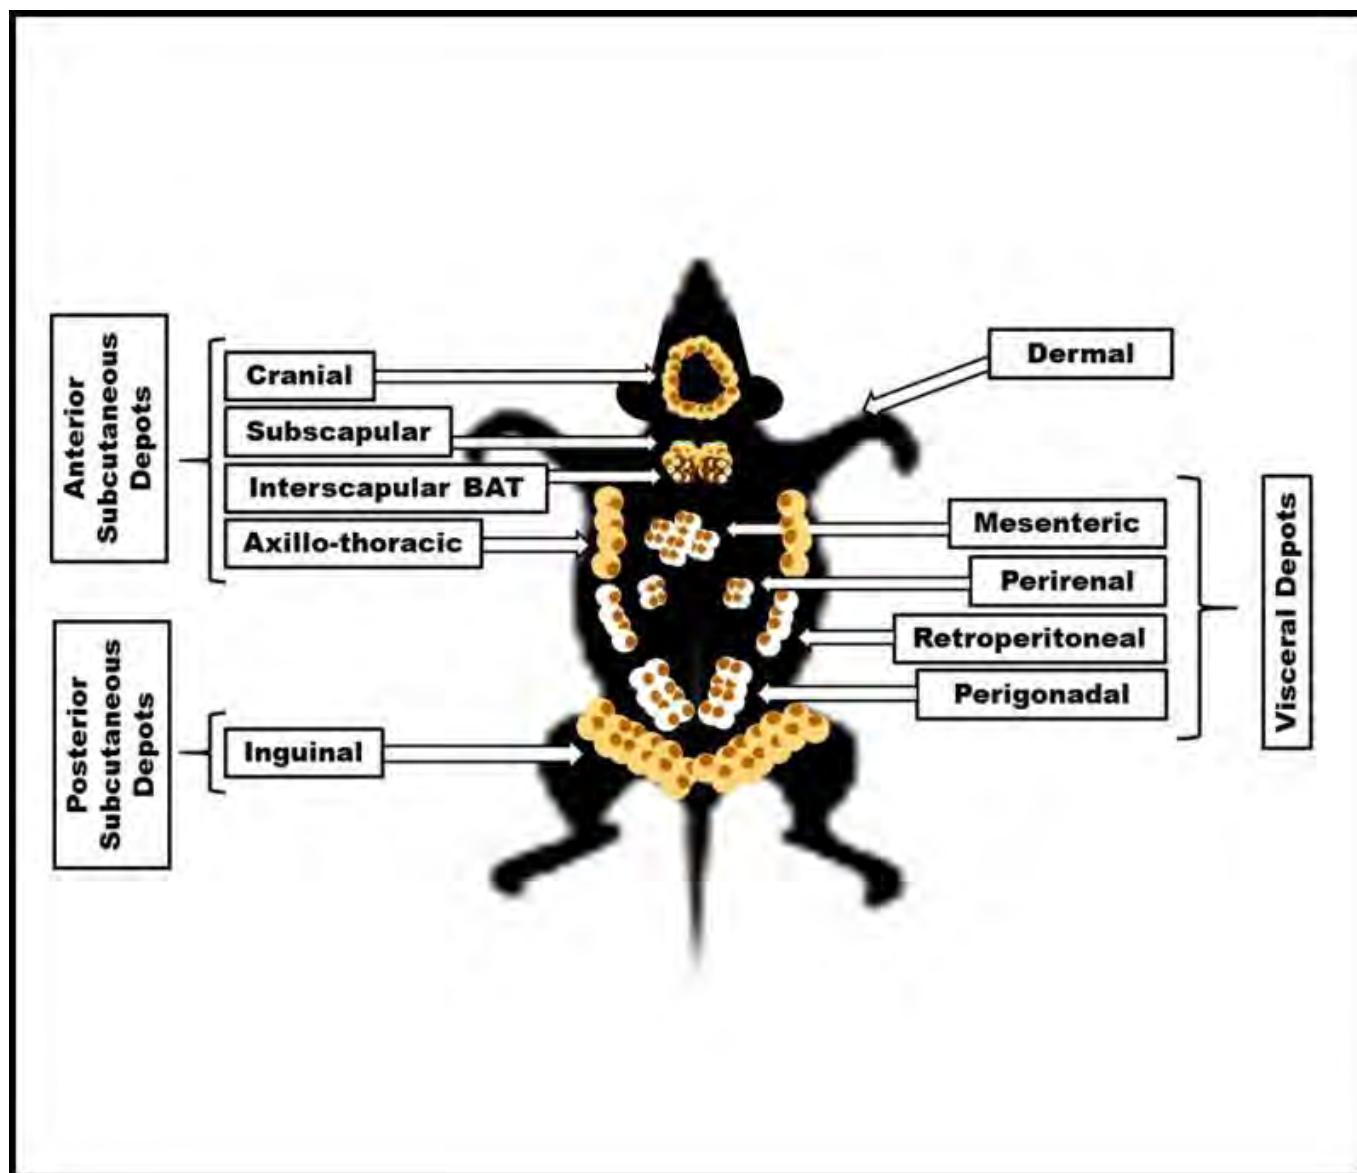 Anterior
Subcutaneous
Depots
Cranial
Subscapular
Interscapular BAT
Axillo-thoracic
Posterior
Subcutaneous
Depots
Inguinal
Dermal
Mesenteric
Perirenal
Retroperitoneal
Perigonadal
Visceral Depots